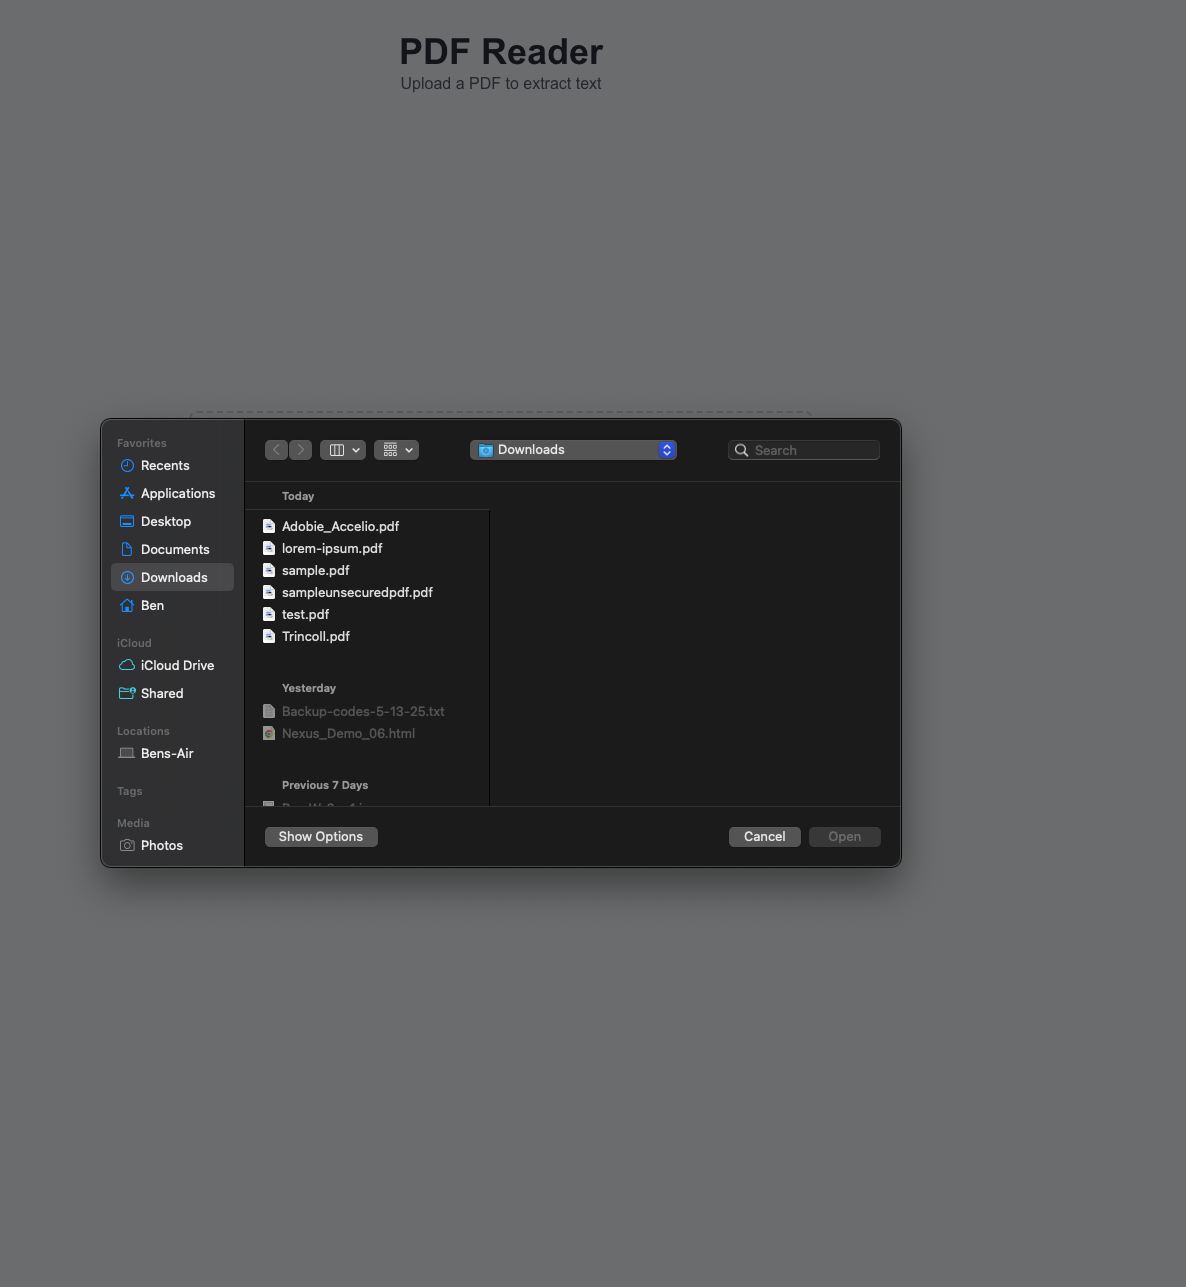 PDF Reader
Upload a PDF to extract text
Favorites
Recents
Applications
Desktop
Documents
Downloads
Ben
iCloud
iCloud Drive
Shared
Locations
Bens-Air
Tags
Media
Photos
Downloads
Search
Today
Adobie_Accelio.pdf
lorem-ipsum.pdf
sample.pdf
sampleunsecuredpdf.pdf
test.pdf
Trincoll.pdf
Yesterday
Backup-codes-5-13-25.txt
Nexus_Demo_06.html
Previous 7 Days
Show Options
Cancel
Open